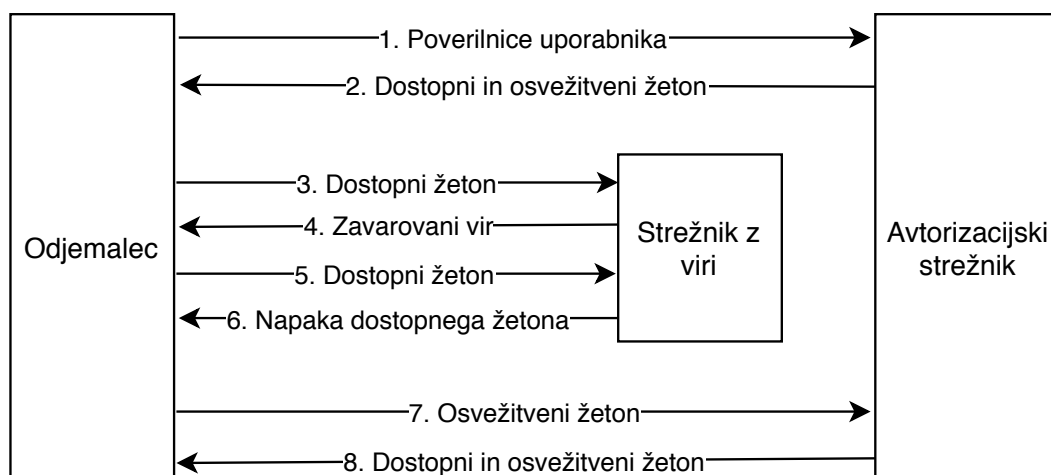 1. Poverilnice uporabnika
2. Dostopni in osvežitveni žeton
3. Dostopni žeton
4. Zavarovani vir
5. Dostopni žeton
6. Napaka dostopnega žetona
Odjemalec
Strežnik z
viri
Avtorizacijski
strežnik
7. Osvežitveni žeton
8. Dostopni in osvežitveni žeton